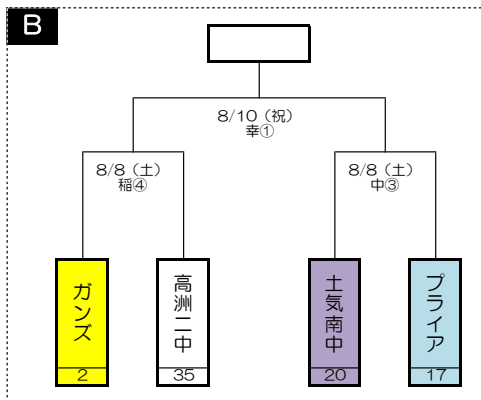 B
8/10（祝）
幸①
8/8（土）
稲④
8/8（土）
中③
ガンズ
2
高洲二中
35
土気南中
20
プライア
17